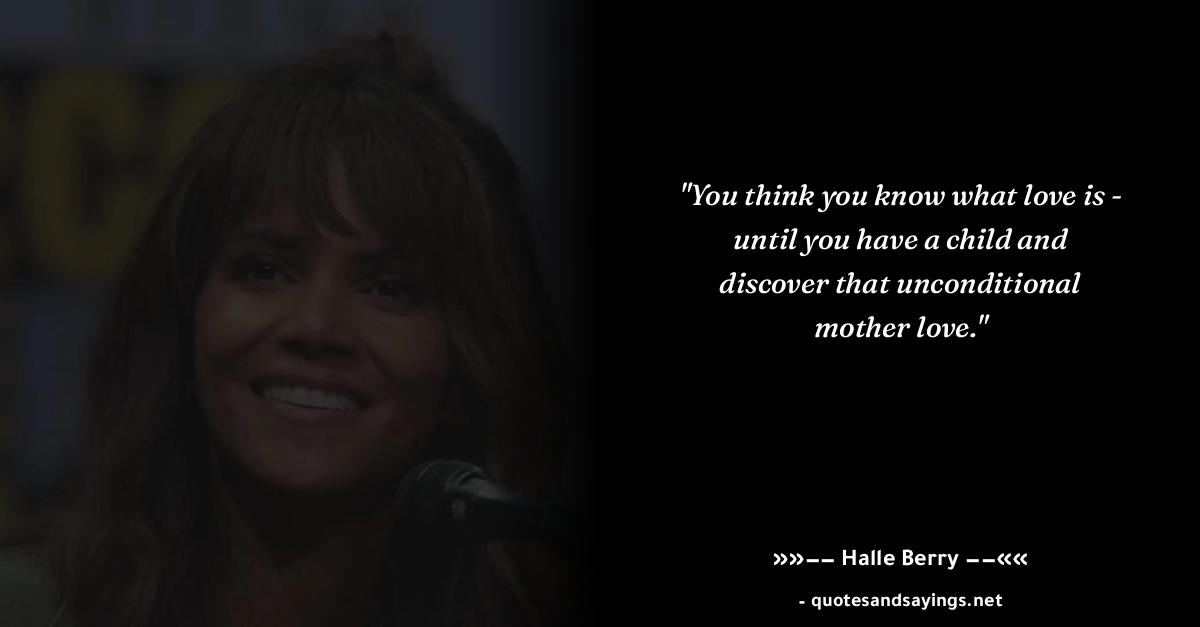 "You think you know what love is -
until you have a child and
discover that unconditional
mother love."
»»–– Halle Berry ––««
- quotesandsayings.net